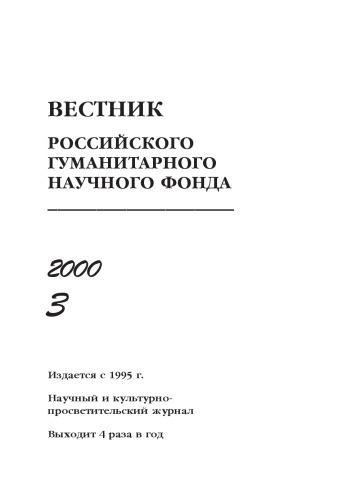 ВЕСТНИК
РОССИЙСКОГО
ГУМАНИТАРНОГО
НАУЧНОГО ФОНДА
2000
3
Издается с 1995 г.
Научный и культурно-
просветительский журнал
Выходит 4 раза в год